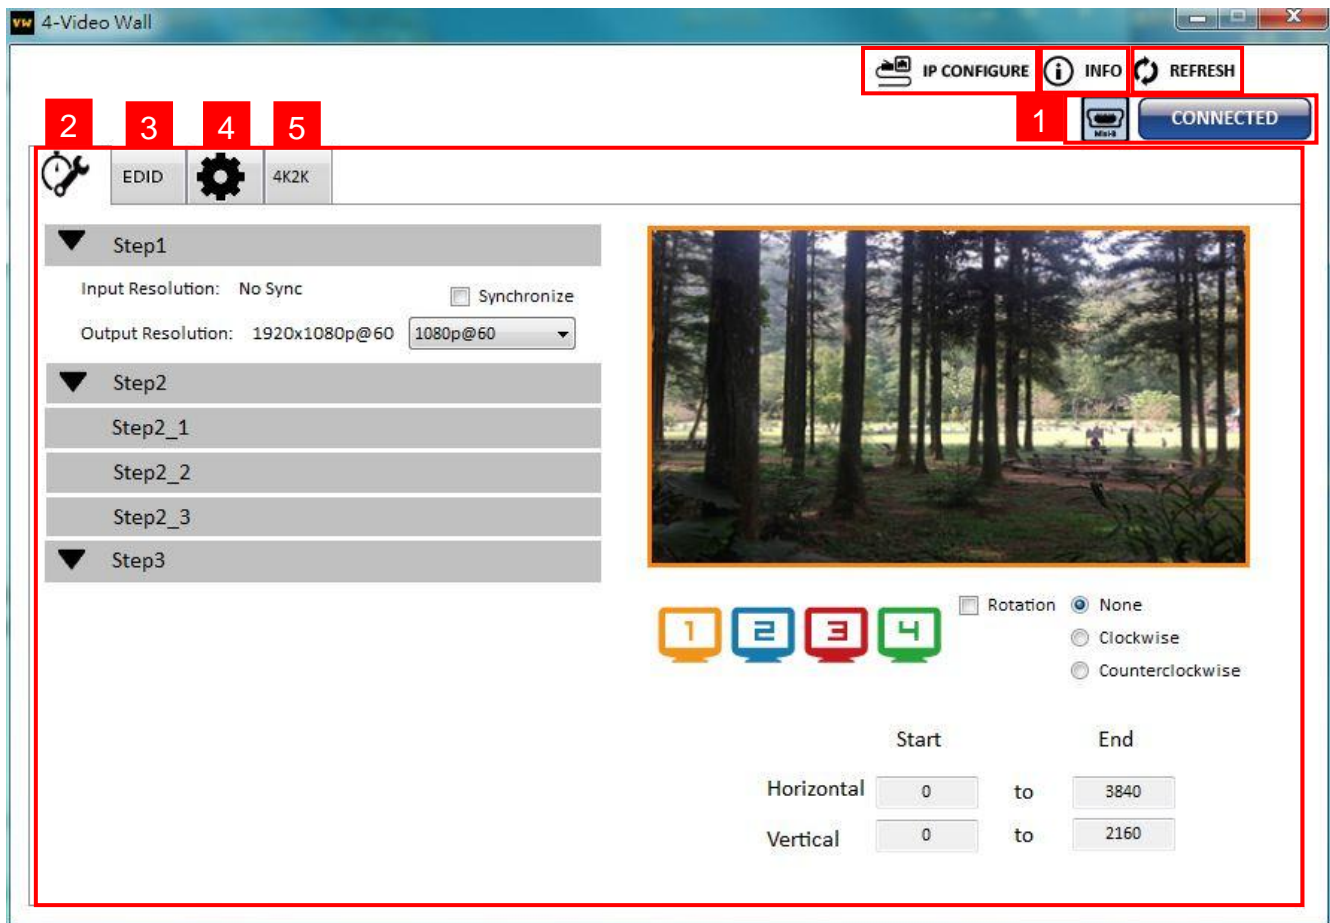 VW 4-Video Wall
IP CONFIGURE
INFO
REFRESH
1
Mini-B
CONNECTED
2
3
4
5
EDID
4K2K
Step1
Input Resolution: No Sync
Synchronize
Output Resolution: 1920x1080p@60
1080p@60
Step2
Step2_1
Step2_2
Step2_3
Step3
1
2
3
4
Rotation
None
Clockwise
Counterclockwise
Start
End
Horizontal
0
to
3840
Vertical
0
to
2160